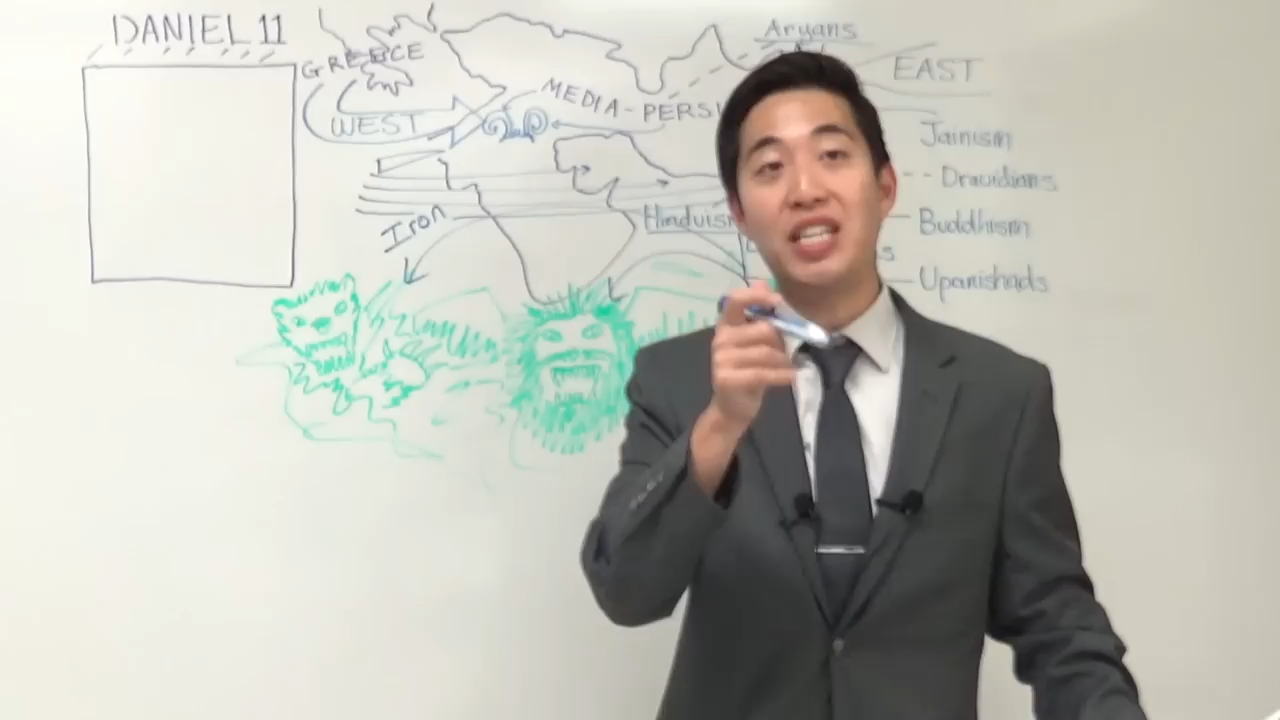 DANIEL 11
Aryans
GREECE
EAST
MEDIA-PERSI
WEST
Jainism
Dravidians
Iron
Hinduism
Buddhism
s
Upanishads